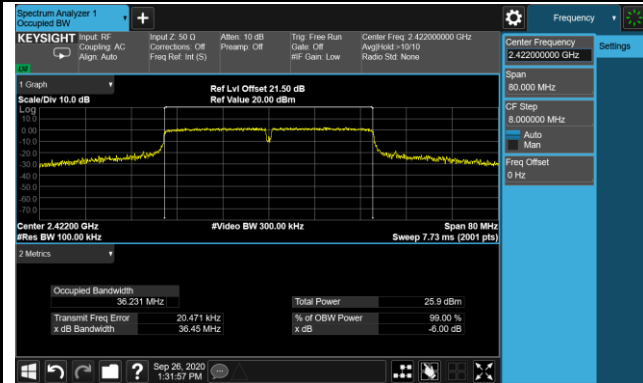 Spectrum Analyzer 1
Occupied BW
+
Frequency
KEYSIGHT
Input: RF
Coupling: AC
Align: Auto
Input Z: 50 Ω
Corrections: Off
Freq Ref: Int (S)
Atten: 10 dB
Preamp: Off
Trig: Free Run
Gate: Off
#IF Gain: Low
Center Freq: 2.422000000 GHz
Avg|Hold:>10/10
Radio Std: None
Center Frequency
2.422000000 GHz
Settings
Span
80.000 MHz
CF Step
8.000000 MHz
Auto
Man
Freq Offset
0 Hz
1 Graph
Scale/Div 10.0 dB
Ref Lvl Offset 21.50 dB
Ref Value 20.00 dBm
Log
10.0
0.00
-10.0
-20.0
-30.0
-40.0
-50.0
-60.0
-70.0
Center 2.42200 GHz
#Video BW 300.00 kHz
Span 80 MHz
#Res BW 100.00 kHz
Sweep 7.73 ms (2001 pts)
2 Metrics
Occupied Bandwidth
36.231 MHz
Total Power 25.9 dBm
Transmit Freq Error 20.471 kHz
% of OBW Power 99.00 %
x dB Bandwidth 36.45 MHz
x dB -6.00 dB
?
Sep 26, 2020
1:31:57 PM